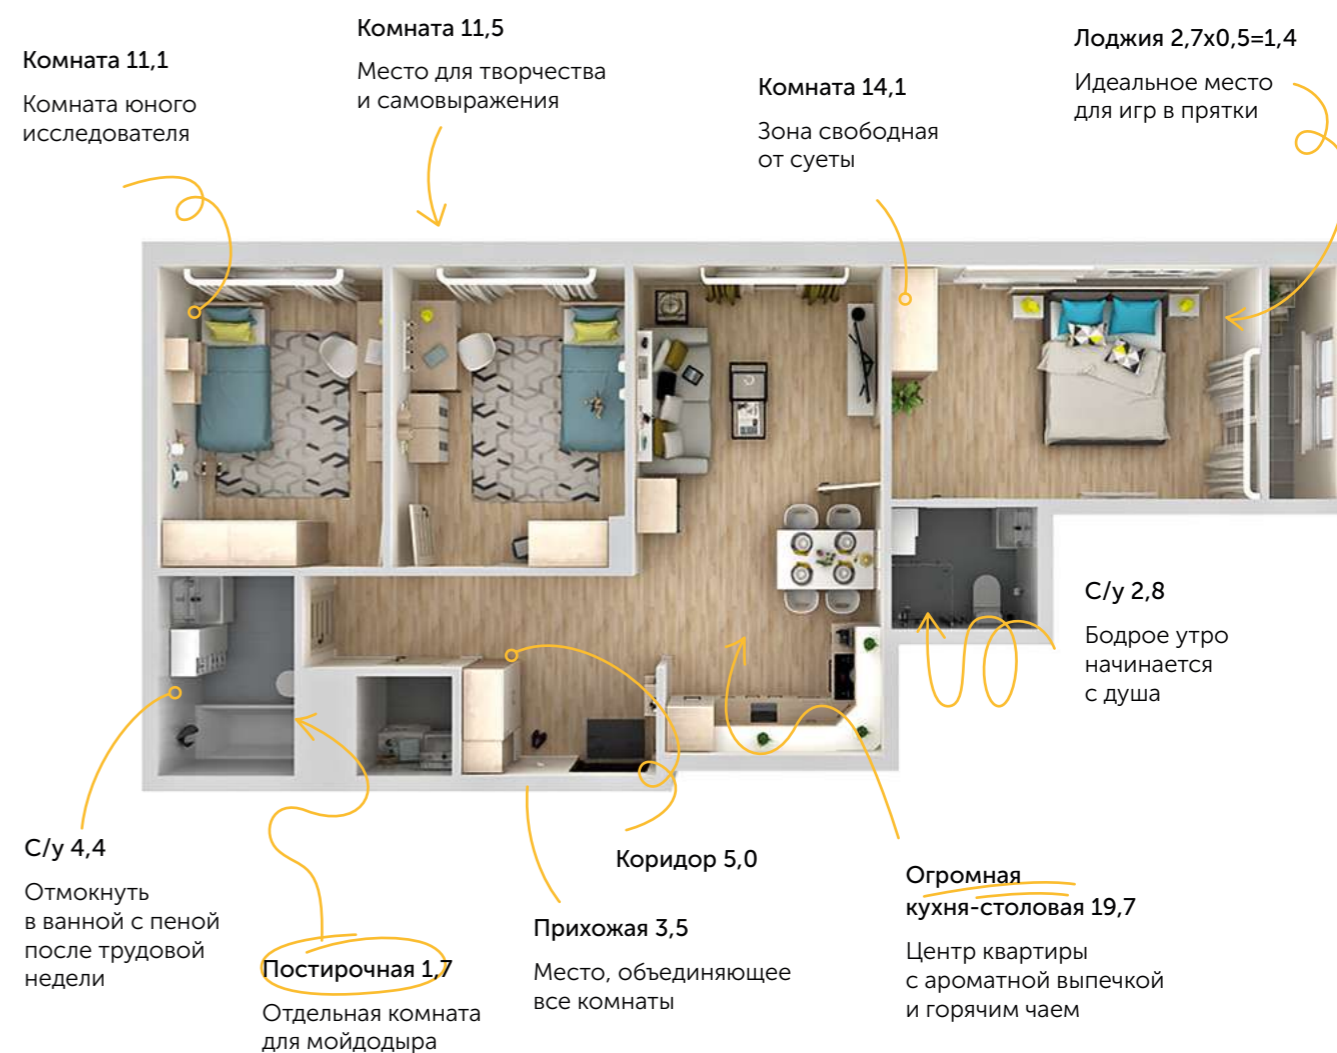 Комната 11,1
Комната юного
исследователя
Комната 11,5
Место для творчества
и самовыражения
Комната 14,1
Зона свободная
от суеты
Лоджия 2,7х0,5=1,4
Идеальное место
для игр в прятки
С/у 2,8
Бодрое утро
начинается
с душа
С/у 4,4
Отмокнуть
в ванной с пеной
после трудовой
недели
Постирочная 1,7
Отдельная комната
для мойдодыра
Прихожая 3,5
Место, объединяющее
все комнаты
Коридор 5,0
Огромная
кухня-столовая 19,7
Центр квартиры
с ароматной выпечкой
и горячим чаем